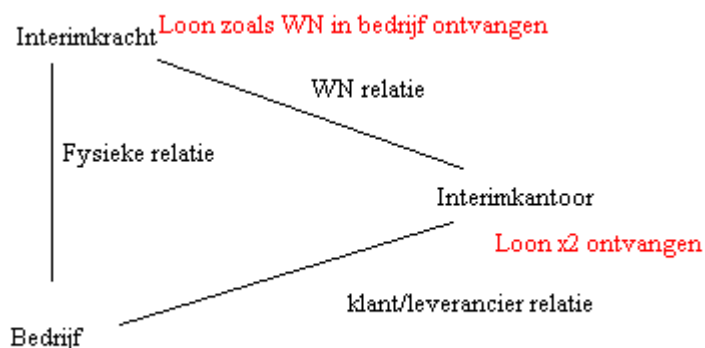 Interimkracht Loon zoals WN in bedrijf ontvangen
WN relatie
Fysieke relatie
Interimkantoor
Loon x2 ontvangen
klant/leverancier relatie
Bedrijf